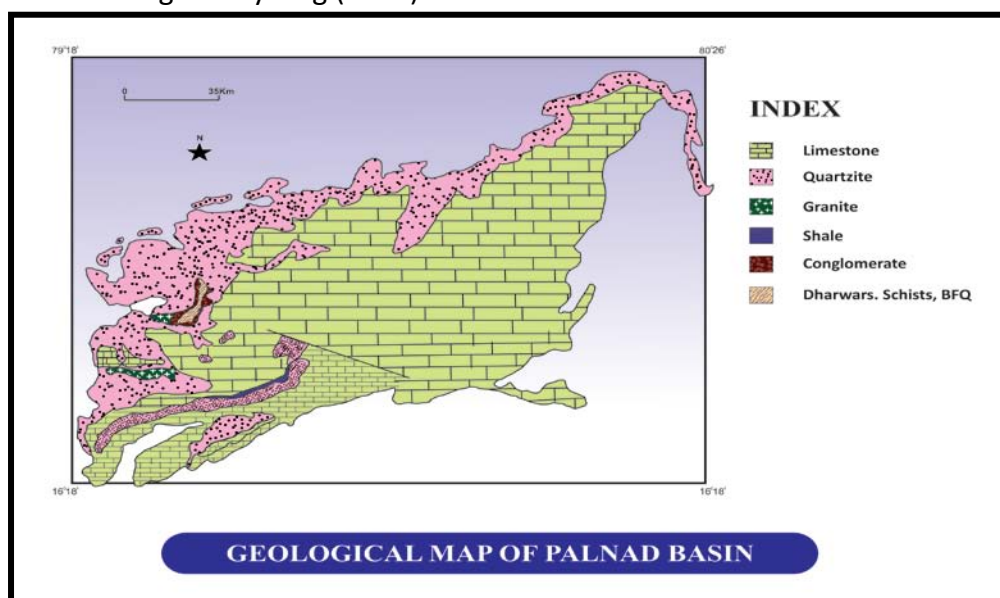 79°18' 80°26'
0 35Km
N
INDEX
Limestone
Quartzite
Granite
Shale
Conglomerate
Dharwars. Schists, BFQ
16°18' 16°18'
GEOLOGICAL MAP OF PALNAD BASIN